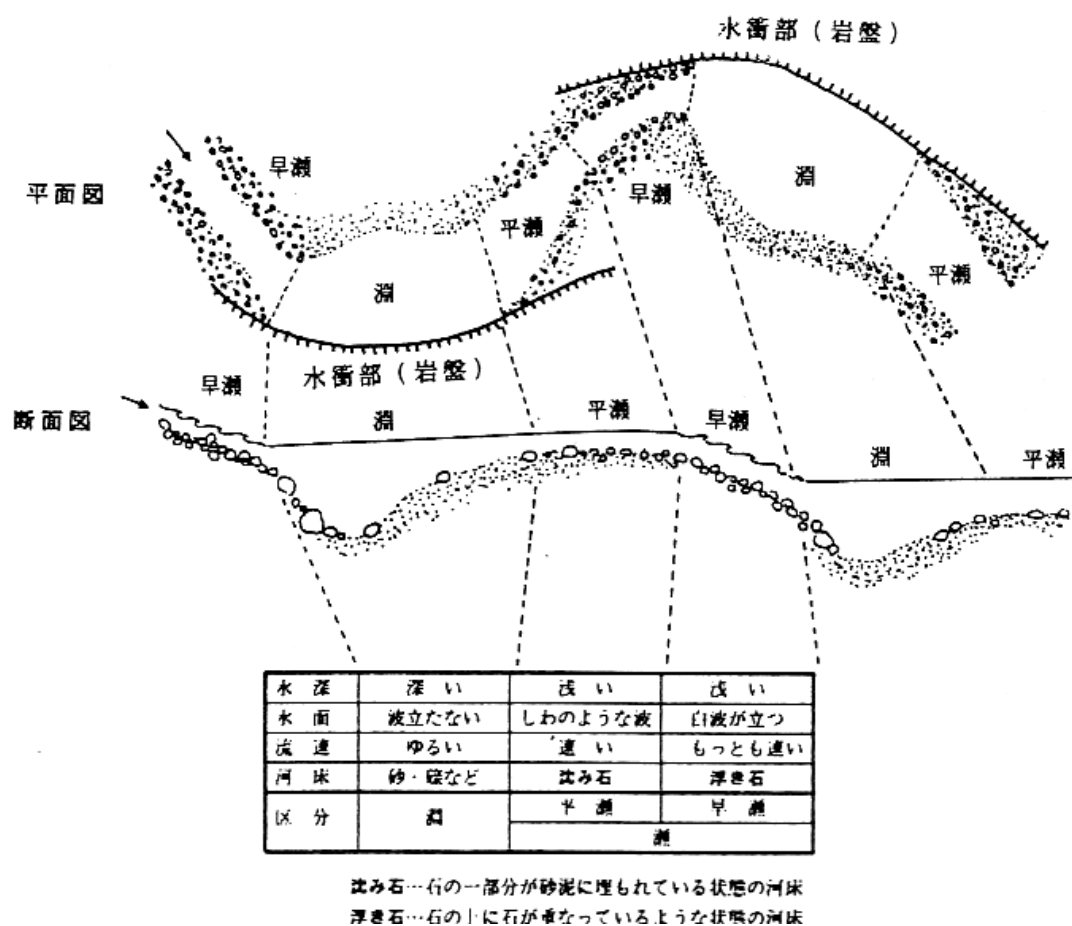 水衝部（岩盤）
早瀬
平面図
淵
早瀬
平瀬
平瀬
淵
水衝部（岩盤）
早瀬
断面図
淵
平瀬
早瀬
淵
平瀬
水深 深い 浅い 浅い
水面 波立たない しわのような波 白波が立つ
流速 ゆるい 速い もっとも速い
河床 砂・礫など 沈み石 浮き石
区分 淵 平瀬 早瀬
瀬
沈み石…石の一部分が砂泥に埋もれている状態の河床
浮き石…石の上に石が重なっているような状態の河床